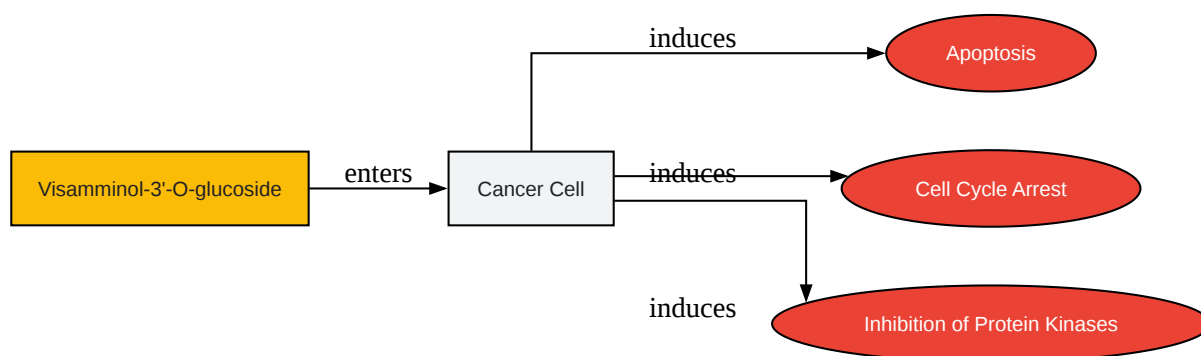 induces
Apoptosis
Visamminol-3'-O-glucoside
enters
Cancer Cell
induces
Cell Cycle Arrest
induces
Inhibition of Protein Kinases